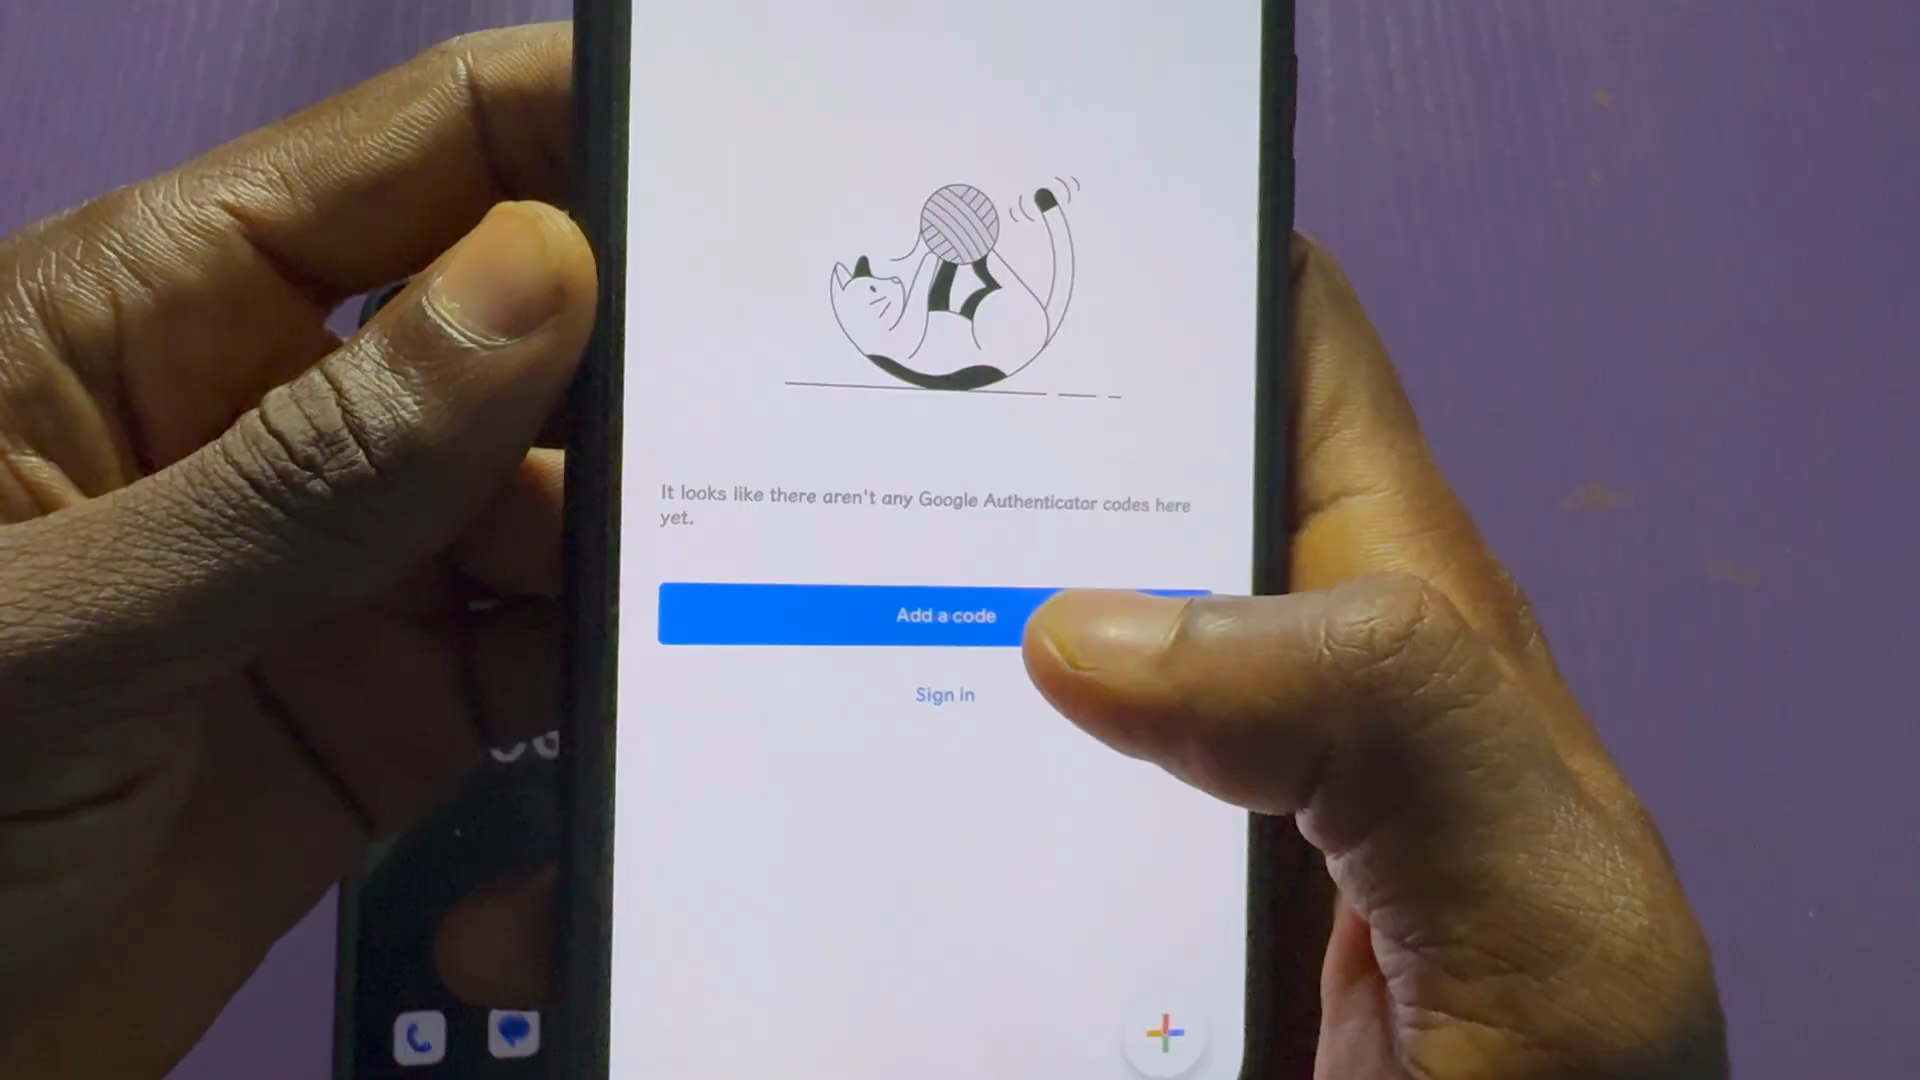 It looks like there aren't any Google Authenticator codes here
yet.
Add a code
Sign in